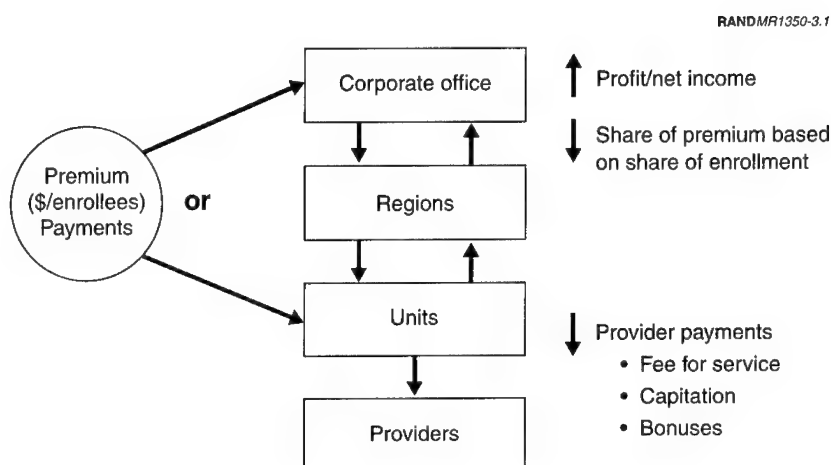 RANDMR1350-3.1
Corporate office
Profit/net income
Share of premium based
on share of enrollment
Premium
($/enrollees)
Payments
or
Regions
Units
Provider payments
• Fee for service
• Capitation
• Bonuses
Providers